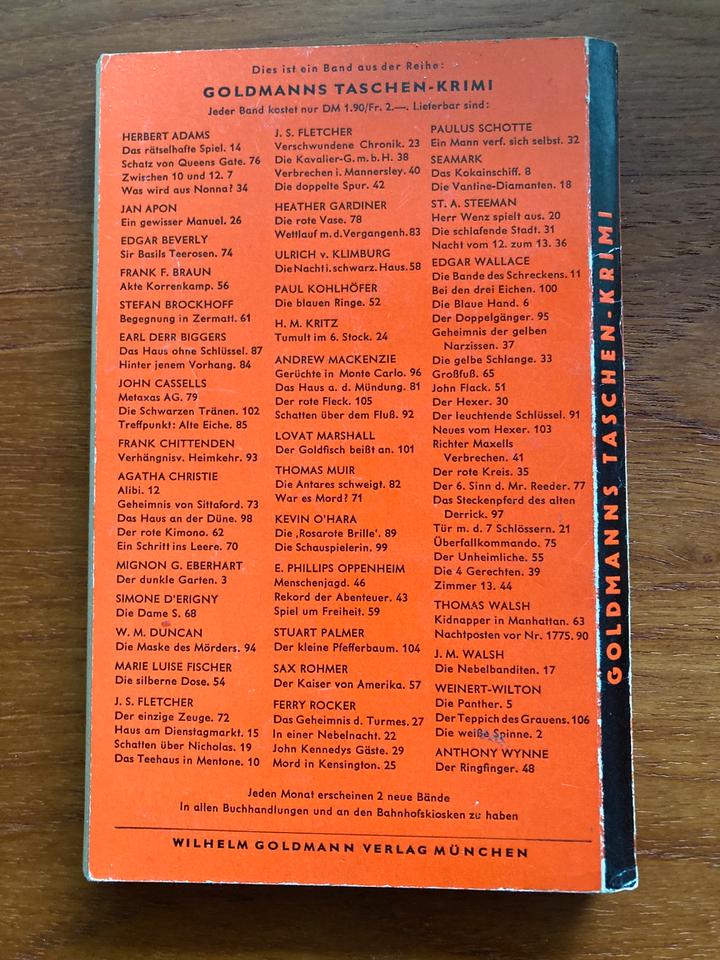 Dies ist ein Band aus der Reihe:
GOLDMANNS TASCHEN-KRIMI
Jeder Band kostet nur DM 1.90/Fr. 2.—. Lieferbar sind:
HERBERT ADAMS
Das rätselhafte Spiel. 14
Schatz von Queens Gate. 76
Zwischen 10 und 12. 7
Was wird aus Nonna? 34
JAN APON
Ein gewisser Manuel. 26
EDGAR BEVERLY
Sir Basils Teerosen. 74
FRANK F. BRAUN
Akte Korrenkamp. 56
STEFAN BROCKHOFF
Begegnung in Zermatt. 61
EARL DERR BIGGERS
Das Haus ohne Schlüssel. 87
Hinter jenem Vorhang. 84
JOHN CASSELLS
Metaxas AG. 79
Die Schwarzen Tränen. 102
Treffpunkt: Alte Eiche. 85
FRANK CHITTENDEN
Verhängnisv. Heimkehr. 93
AGATHA CHRISTIE
Alibi. 12
Geheimnis von Sittaford. 73
Das Haus an der Düne. 98
Der rote Kimono. 62
Ein Schritt ins Leere. 70
MIGNON G. EBERHART
Der dunkle Garten. 3
SIMONE D'ERIGNY
Die Dame S. 68
W. M. DUNCAN
Die Maske des Mörders. 94
MARIE LUISE FISCHER
Die silberne Dose. 54
J. S. FLETCHER
Der einzige Zeuge. 72
Haus am Dienstagmarkt. 15
Schatten über Nicholas. 19
Das Teehaus in Mentone. 10
J. S. FLETCHER
Verschwundene Chronik. 23
Die Kavalier-G.m.b.H. 38
Verbrechen i. Mannersley. 40
Die doppelte Spur. 42
HEATHER GARDINER
Die rote Vase. 78
Wettlauf m.d.Vergangenh. 83
ULRICH v. KLIMBURG
Die Nacht i. schwarz. Haus. 58
PAUL KOHLHÖFER
Die blauen Ringe. 52
H. M. KRITZ
Tumult im 6. Stock. 24
ANDREW MACKENZIE
Gerüchte in Monte Carlo. 96
Das Haus a. d. Mündung. 81
Der rote Fleck. 105
Schatten über dem Fluß. 92
LOVAT MARSHALL
Der Goldfisch beißt an. 101
THOMAS MUIR
Die Antares schweigt. 82
War es Mord? 71
KEVIN O'HARA
Die ‚Rosarote Brille'. 89
Die Schauspielerin. 99
E. PHILLIPS OPPENHEIM
Menschenjagd. 46
Rekord der Abenteuer. 43
Spiel um Freiheit. 59
STUART PALMER
Der kleine Pfefferbaum. 104
SAX ROHMER
Der Kaiser von Amerika. 57
FERRY ROCKER
Das Geheimnis d. Turmes. 27
In einer Nebelnacht. 22
John Kennedys Gäste. 29
Mord in Kensington. 25
PAULUS SCHOTTE
Ein Mann verf. sich selbst. 32
SEAMARK
Das Kokainschiff. 8
Die Vantine-Diamanten. 18
ST. A. STEEMAN
Herr Wenz spielt aus. 20
Die schlafende Stadt. 31
Nacht vom 12. zum 13. 36
EDGAR WALLACE
Die Bande des Schreckens. 11
Bei den drei Eichen. 100
Die Blaue Hand. 6
Der Doppelgänger. 95
Geheimnis der gelben
Narzissen. 37
Die gelbe Schlange. 33
Großfuß. 65
John Flack. 51
Der Hexer. 30
Der leuchtende Schlüssel. 91
Neues vom Hexer. 103
Richter Maxells
Verbrechen. 41
Der rote Kreis. 35
Der 6. Sinn d. Mr. Reeder. 77
Das Steckenpferd des alten
Derrick. 97
Tür m. d. 7 Schlössern. 21
Überfallkommando. 75
Der Unheimliche. 55
Die 4 Gerechten. 39
Zimmer 13. 44
THOMAS WALSH
Kidnapper in Manhattan. 63
Nachtposten vor Nr. 1775. 90
J. M. WALSH
Die Nebelbanditen. 17
WEINERT-WILTON
Die Panther. 5
Der Teppich des Grauens. 106
Die weiße Spinne. 2
ANTHONY WYNNE
Der Ringfinger. 48
Jeden Monat erscheinen 2 neue Bände
In allen Buchhandlungen und an den Bahnhofskiosken zu haben
WILHELM GOLDMANN VERLAG MÜNCHEN
GOLDMANNS TASCHEN-KRIMI